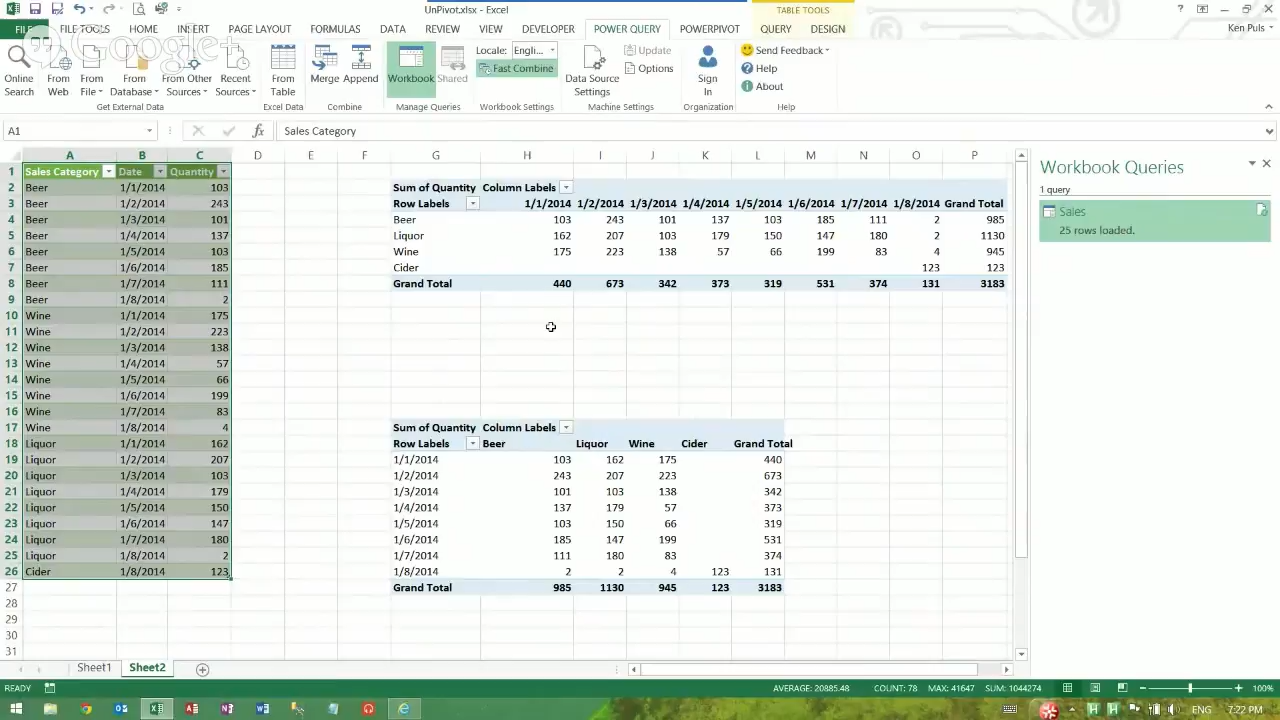 UnPivot.xlsx - Excel
TABLE TOOLS
Google+
FILE TOOLS HOME INSERT PAGE LAYOUT FORMULAS DATA REVIEW VIEW DEVELOPER POWER QUERY POWERPIVOT QUERY DESIGN Ken Puls
Online Search
From Web
From File
From Database
From Other Sources
Recent Sources
From Table
Merge
Append
Workbook
Shared
Locale: Engli...
Fast Combine
Data Source Settings
Update
Options
Sign In
Send Feedback
Help
About
Get External Data
Excel Data
Combine
Manage Queries
Workbook Settings
Machine Settings
Organization
Help
A1
fx Sales Category
A B C D E F G H I J K L M N O P
1 Sales Category Date Quantity
2 Beer 1/1/2014 103
3 Beer 1/2/2014 243
4 Beer 1/3/2014 101
5 Beer 1/4/2014 137
6 Beer 1/5/2014 103
7 Beer 1/6/2014 185
8 Beer 1/7/2014 111
9 Beer 1/8/2014 2
10 Wine 1/1/2014 175
11 Wine 1/2/2014 223
12 Wine 1/3/2014 138
13 Wine 1/4/2014 57
14 Wine 1/5/2014 66
15 Wine 1/6/2014 199
16 Wine 1/7/2014 83
17 Wine 1/8/2014 4
18 Liquor 1/1/2014 162
19 Liquor 1/2/2014 207
20 Liquor 1/3/2014 103
21 Liquor 1/4/2014 179
22 Liquor 1/5/2014 150
23 Liquor 1/6/2014 147
24 Liquor 1/7/2014 180
25 Liquor 1/8/2014 2
26 Cider 1/8/2014 123
27
28
29
30
31
Sum of Quantity Column Labels
Row Labels 1/1/2014 1/2/2014 1/3/2014 1/4/2014 1/5/2014 1/6/2014 1/7/2014 1/8/2014 Grand Total
Beer 103 243 101 137 103 185 111 2 985
Liquor 162 207 103 179 150 147 180 2 1130
Wine 175 223 138 57 66 199 83 4 945
Cider 123 123
Grand Total 440 673 342 373 319 531 374 131 3183
Sum of Quantity Column Labels
Row Labels Beer Liquor Wine Cider Grand Total
1/1/2014 103 162 175 440
1/2/2014 243 207 223 673
1/3/2014 101 103 138 342
1/4/2014 137 179 57 373
1/5/2014 103 150 66 319
1/6/2014 185 147 199 531
1/7/2014 111 180 83 374
1/8/2014 2 2 4 123 131
Grand Total 985 1130 945 123 3183
Workbook Queries
1 query
Sales
25 rows loaded.
Sheet1 Sheet2
READY AVERAGE: 20885.48 COUNT: 78 MAX: 41647 SUM: 1044274 100%
ENG 7:22 PM